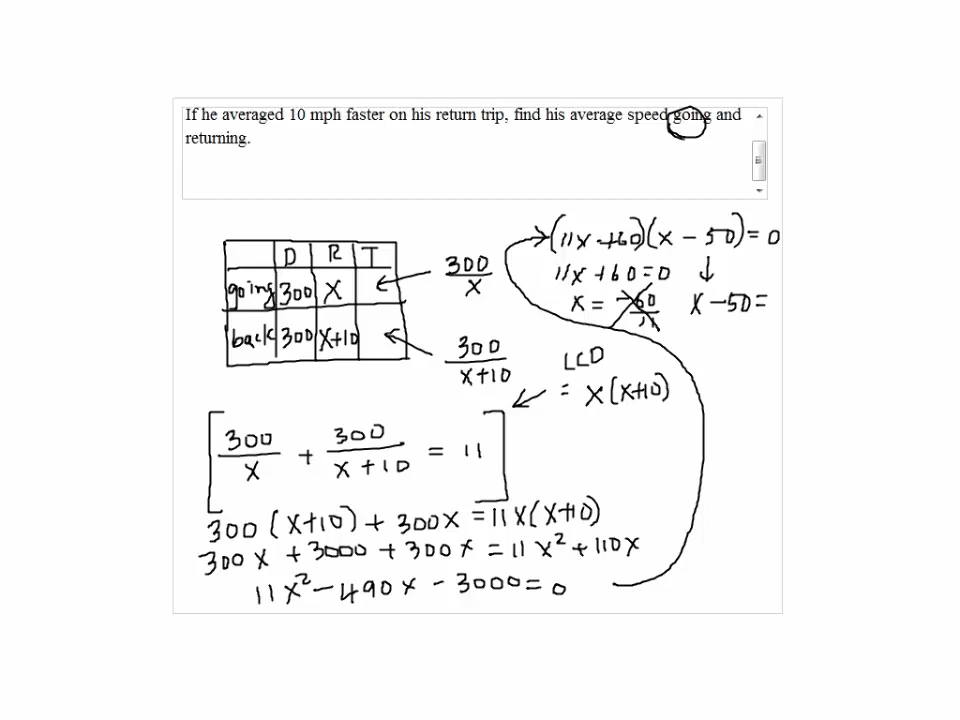 If he averaged 10 mph faster on his return trip, find his average speed going and
returning.
D R T
going 300 X
back 300 X+10
300
X
300
X+10
(11X+60)(X-50)=0
11X+60=0
X = -60
11
X-50=
LCD
= X(X+10)
[300/X + 300/X+10 = 11]
300(X+10)+300X=11X(X+10)
300X+3000+300X=11X²+110X
11X²-490X-3000=0